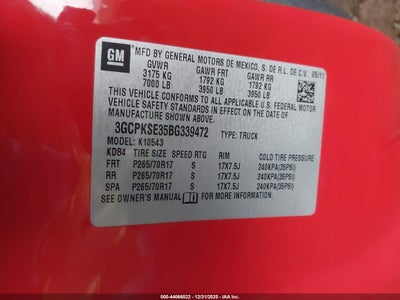 GM
MFD BY GENERAL MOTORS DE MEXICO, S. DE R.L. DE C.V. 05/11
GVWR GAWR FRT GAWR RR
3175 KG 1792 KG 1792 KG
7000 LB 3950 LB 3950 LB
THIS VEHICLE CONFORMS TO ALL APPLICABLE U.S. FEDERAL MOTOR
VEHICLE SAFETY STANDARDS IN EFFECT ON THE DATE OF
MANUFACTURE SHOWN ABOVE.
3GCPKSE35BG339472 TYPE: TRUCK
MODEL: K10543
KDB4 TIRE SIZE SPEED RTG RIM COLD TIRE PRESSURE
FRT P265/70R17 S 17X7.5J 240KPA(35PSI)
RR P265/70R17 S 17X7.5J 240KPA(35PSI)
SPA P265/70R17 S 17X7.5J 240KPA(35PSI)
SEE OWNER'S MANUAL FOR MORE INFORMATION.
000-44066522 - 12/31/2025 - USA